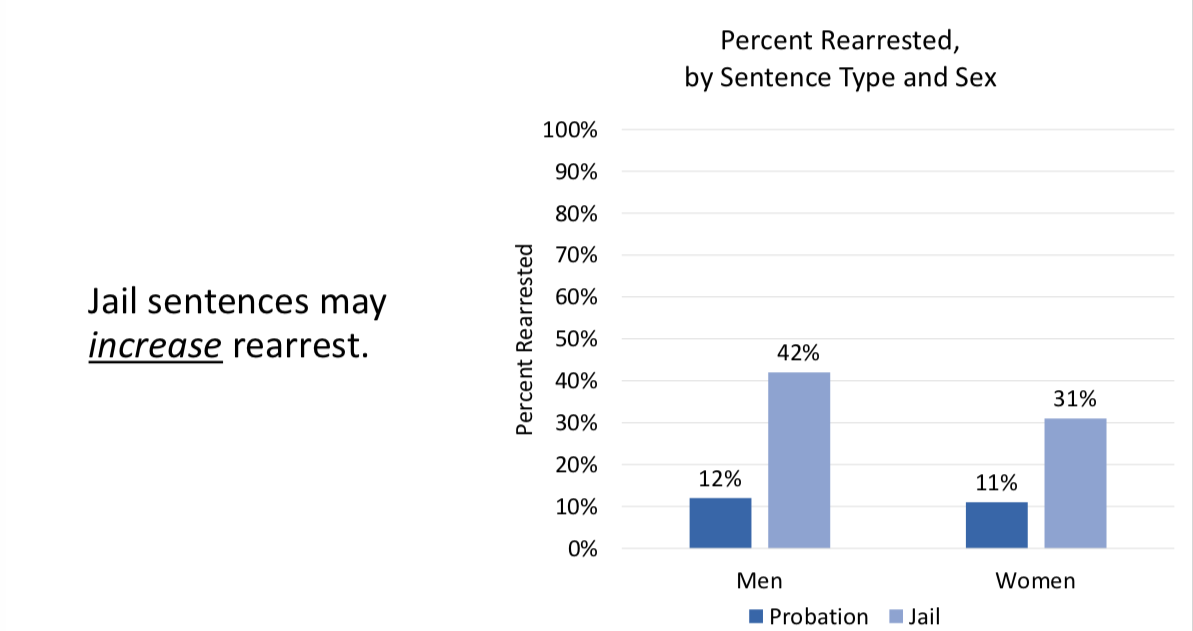 Jail sentences may
increase rearrest.
Percent Rearrested,
by Sentence Type and Sex
Percent Rearrested
100%
90%
80%
70%
60%
50%
40%
30%
20%
10%
0%
12%
42%
11%
31%
Men
Women
Probation
Jail